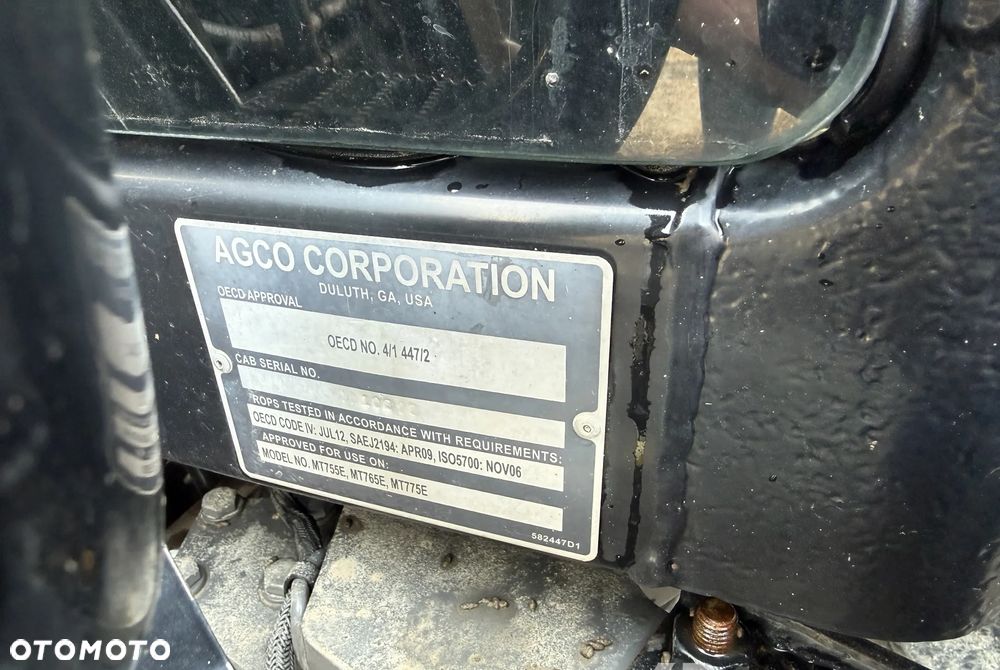 AGCO CORPORATION
DULUTH, GA, USA
OECD APPROVAL
OECD NO. 4/1 447/2
CAB SERIAL NO.
ROPS TESTED IN ACCORDANCE WITH REQUIREMENTS:
OECD CODE IV: JUL12, SAEJ2194: APR09, ISO5700: NOV06
APPROVED FOR USE ON:
MODEL NO. MT755E, MT765E, MT775E
582447D1
OTOMOTO